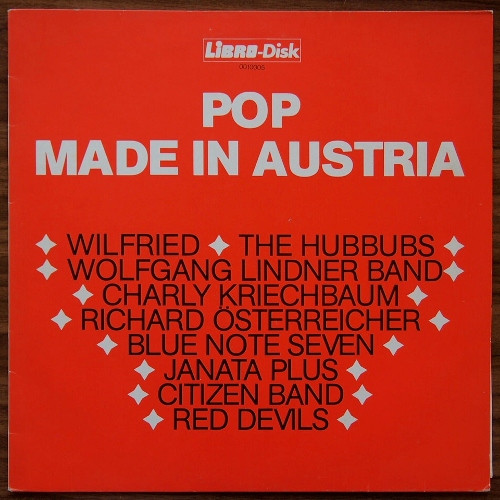 LIBRO-Disk
POP
MADE IN AUSTRIA
WILFRIED ✦ THE HUBBUBS
WOLFGANG LINDNER BAND
CHARLY KRIECHBAUM
RICHARD ÖSTERREICHER
BLUE NOTE SEVEN
JANATA PLUS
CITIZEN BAND
RED DEVILS